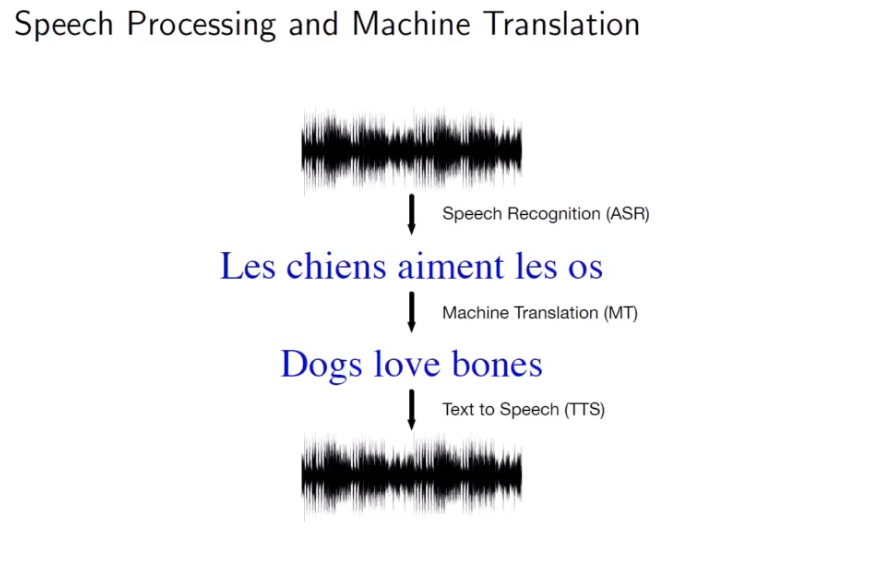 Speech Processing and Machine Translation
Speech Recognition (ASR)
Les chiens aiment les os
Machine Translation (MT)
Dogs love bones
Text to Speech (TTS)